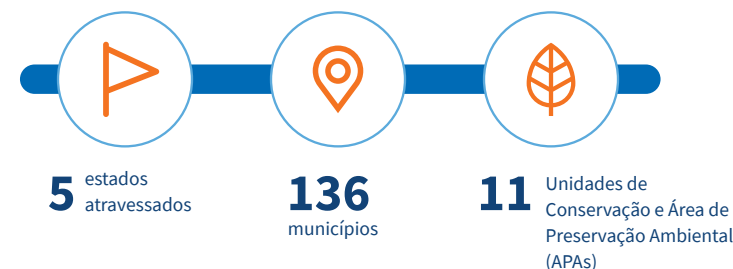 5 estados
atravessados
136
municípios
11 Unidades de
Conservação e Área de
Preservação Ambiental
(APAs)